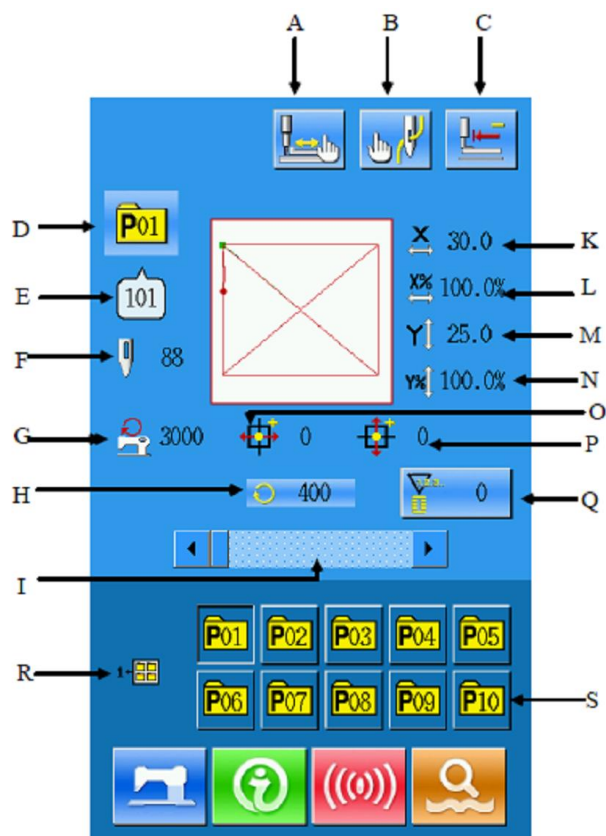 A B C
D P01
E 101
F 88
G 3000
0
0
H 400
0
I
X 30.0 K
X% 100.0% L
Y 25.0 M
Y% 100.0% N
O
P
Q
P01 P02 P03 P04 P05
R 1-
P06 P07 P08 P09 P10 S